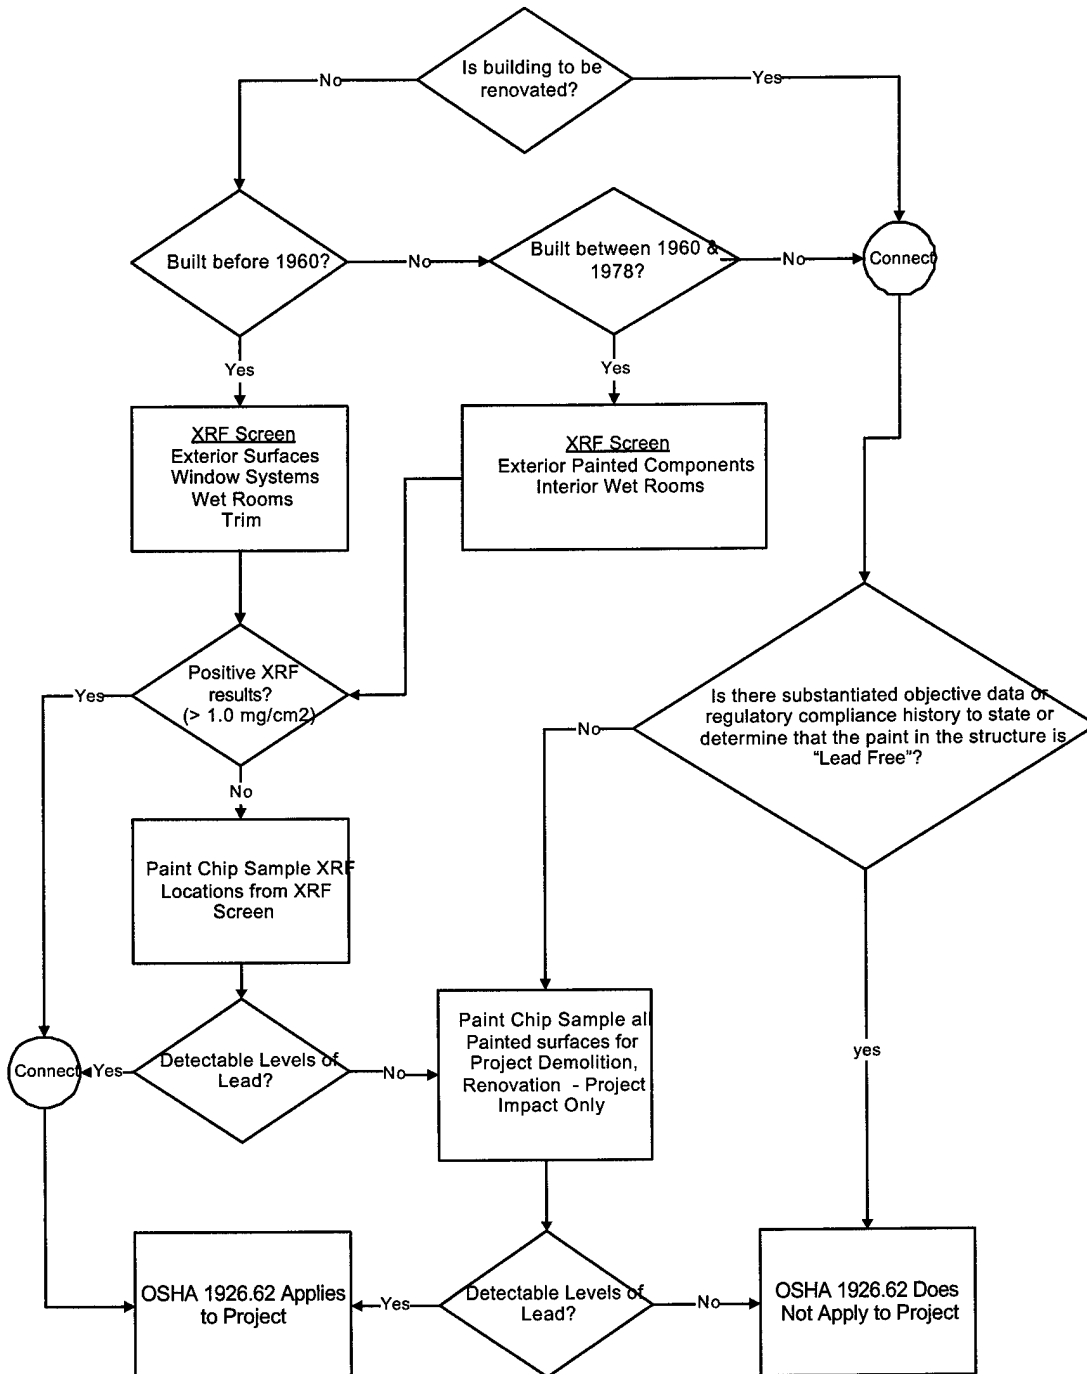 Is building to be
renovated?
No
Yes
Built before 1960?
No
Built between 1960 &
1978?
No
Connect
Yes
Yes
XRF Screen
Exterior Surfaces
Window Systems
Wet Rooms
Trim
XRF Screen
Exterior Painted Components
Interior Wet Rooms
Positive XRF
results?
(> 1.0 mg/cm2)
Yes
No
Is there substantiated objective data or
regulatory compliance history to state or
determine that the paint in the structure is
"Lead Free"?
No
Paint Chip Sample XRF
Locations from XRF
Screen
Paint Chip Sample all
Painted surfaces for
Project Demolition,
Renovation - Project
Impact Only
yes
Connect
Yes
Detectable Levels of
Lead?
No
OSHA 1926.62 Applies
to Project
Yes
Detectable Levels of
Lead?
No
OSHA 1926.62 Does
Not Apply to Project